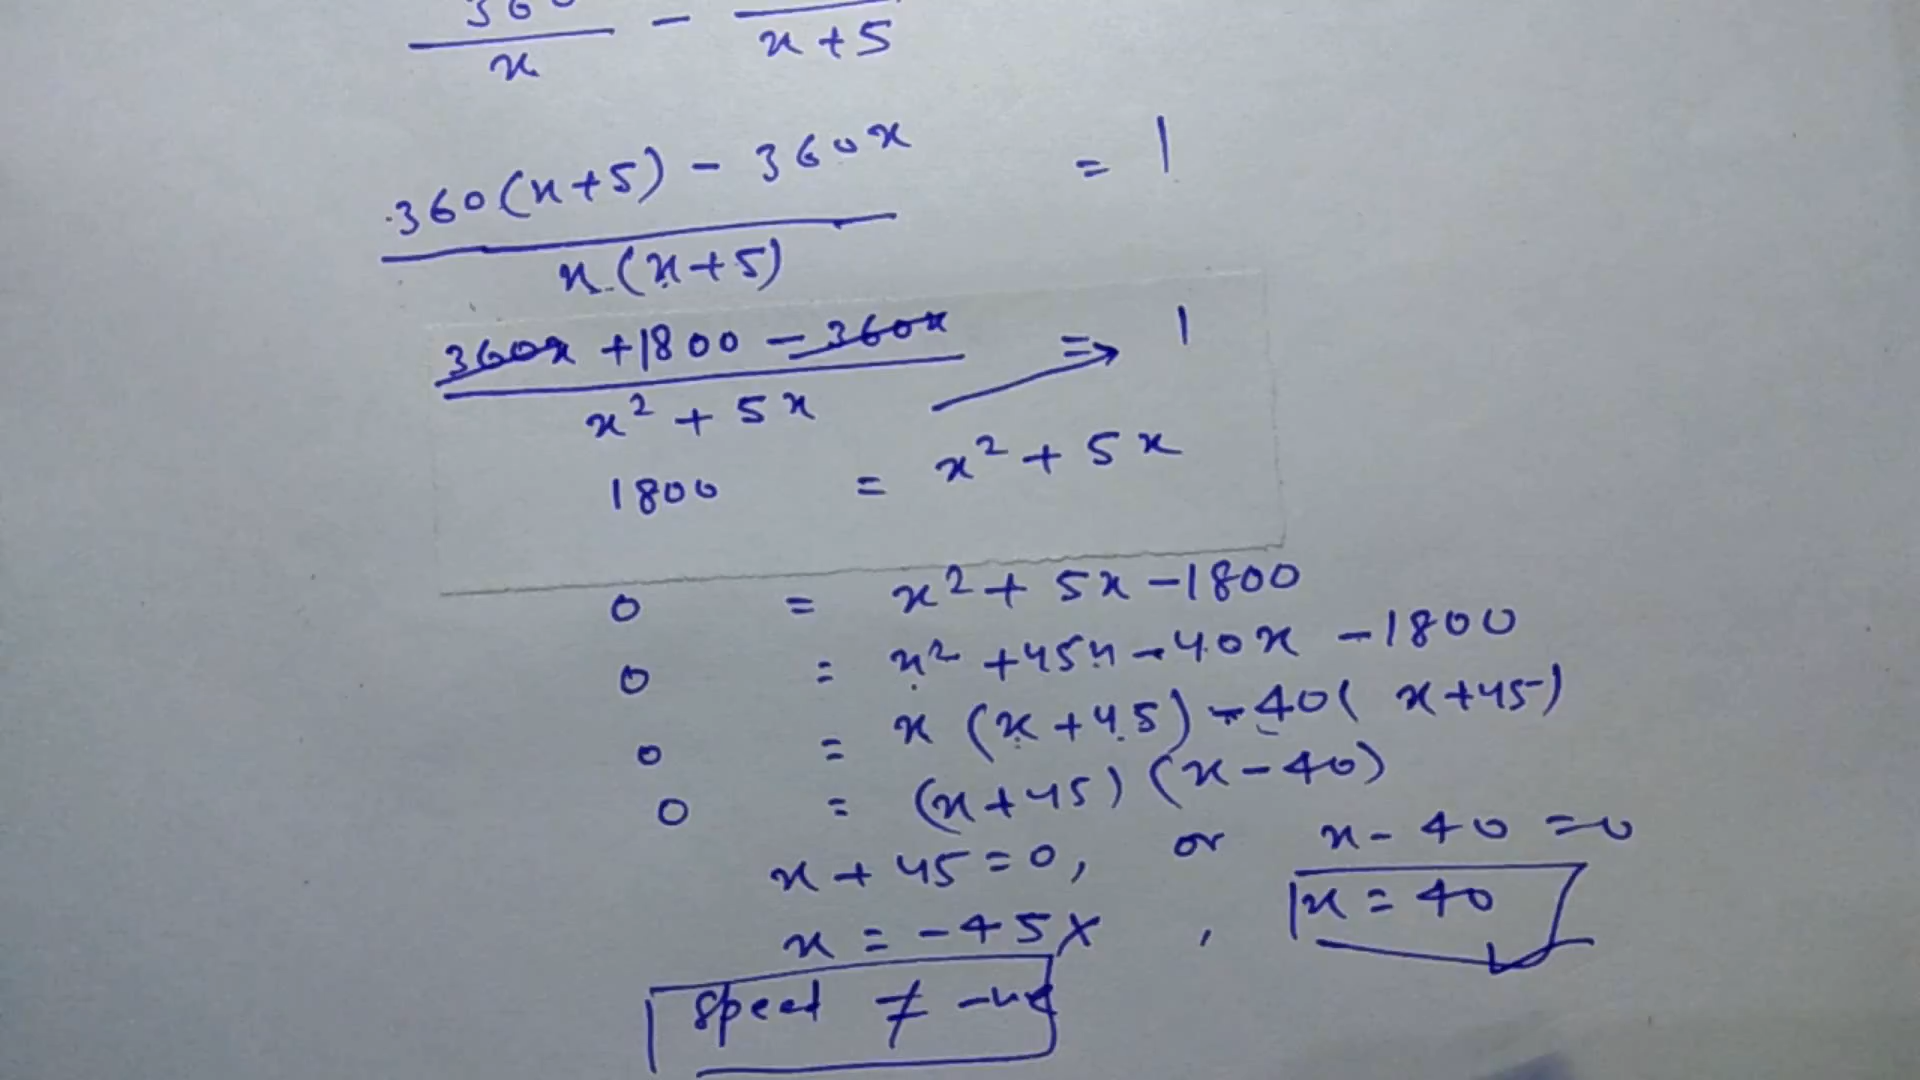 360/x - /x+5
360(x+5) - 360x / x(x+5) = 1
360x + 1800 - 360x / x² + 5x = 1
1800 = x² + 5x
0 = x² + 5x - 1800
0 = x² + 45x - 40x - 1800
0 = x (x + 45) - 40( x + 45)
0 = (x + 45) (x - 40)
x + 45 = 0, or x - 40 = 0
x = -45 × , x = 40
Speed ≠ -ve